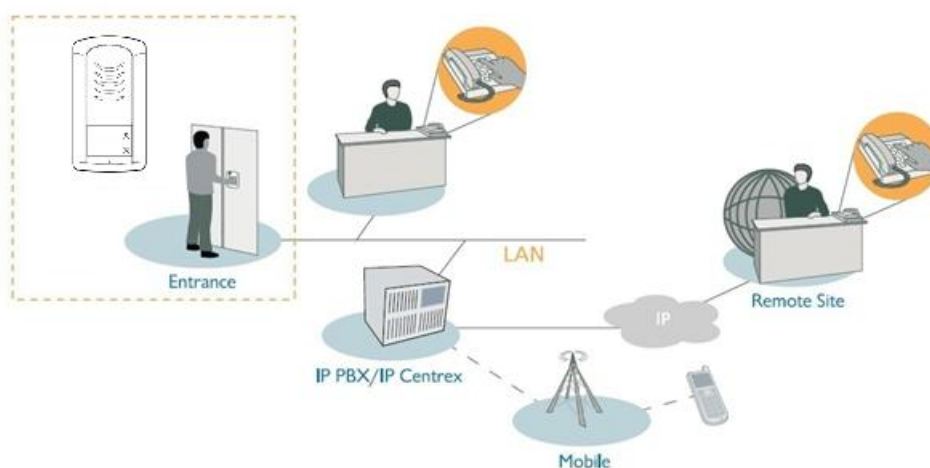 LAN
Entrance
IP
Remote Site
IP PBX/IP Centrex
Mobile